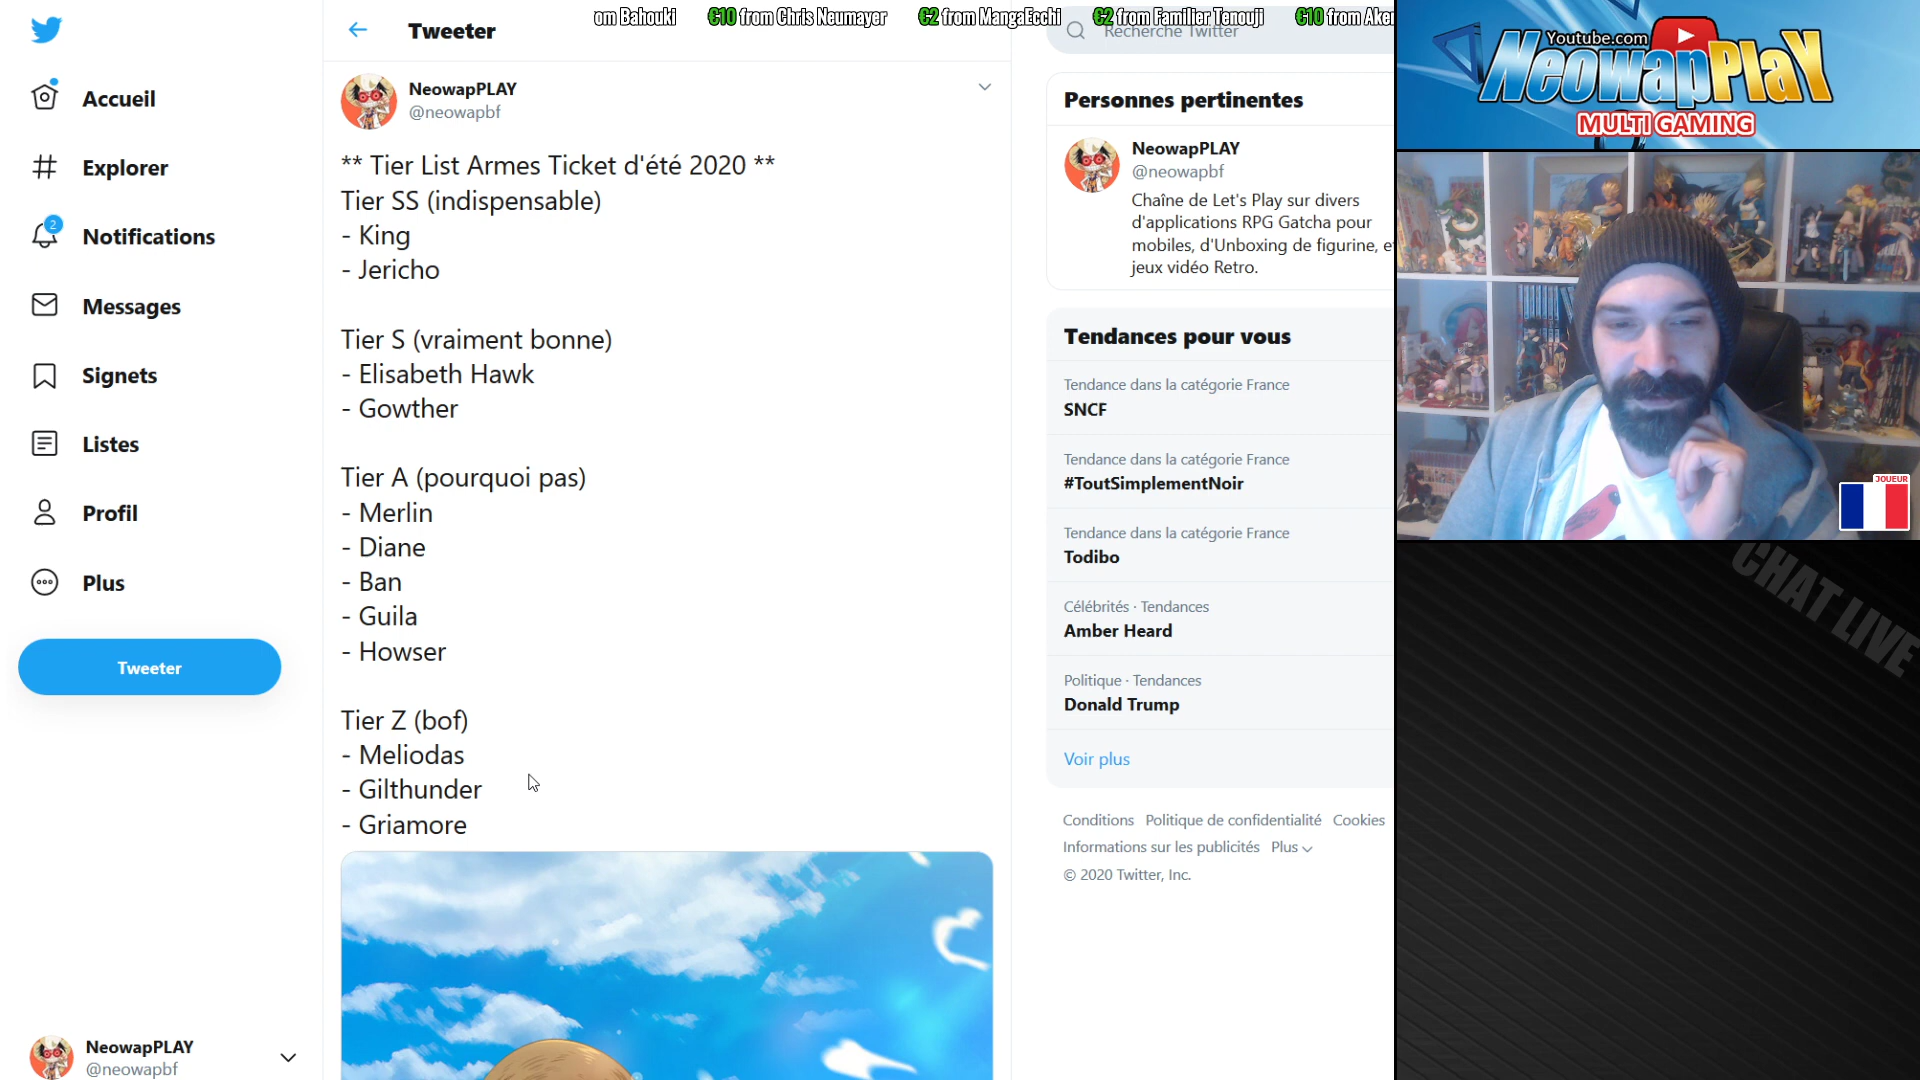 Accueil
Explorer
2
Notifications
Messages
Signets
Listes
Profil
Plus
Tweeter
NeowapPLAY
@neowapbf
Tweeter
om Bahouki €10 from Chris Neumayer €2 from MangaEcchi €2 from Familier Tenouji €10 from Aker
NeowapPLAY
@neowapbf
** Tier List Armes Ticket d'été 2020 **
Tier SS (indispensable)
- King
- Jericho
Tier S (vraiment bonne)
- Elisabeth Hawk
- Gowther
Tier A (pourquoi pas)
- Merlin
- Diane
- Ban
- Guila
- Howser
Tier Z (bof)
- Meliodas
- Gilthunder
- Griamore
Recherche Twitter
Personnes pertinentes
NeowapPLAY
@neowapbf
Chaîne de Let's Play sur divers
d'applications RPG Gatcha pour
mobiles, d'Unboxing de figurine, e
jeux vidéo Retro.
Tendances pour vous
Tendance dans la catégorie France
SNCF
Tendance dans la catégorie France
#ToutSimplementNoir
Tendance dans la catégorie France
Todibo
Célébrités · Tendances
Amber Heard
Politique · Tendances
Donald Trump
Voir plus
Conditions Politique de confidentialité Cookies
Informations sur les publicités Plus
© 2020 Twitter, Inc.
Youtube.com
NeowapPlaY
MULTI GAMING
JOUEUR
CHAT LIVE